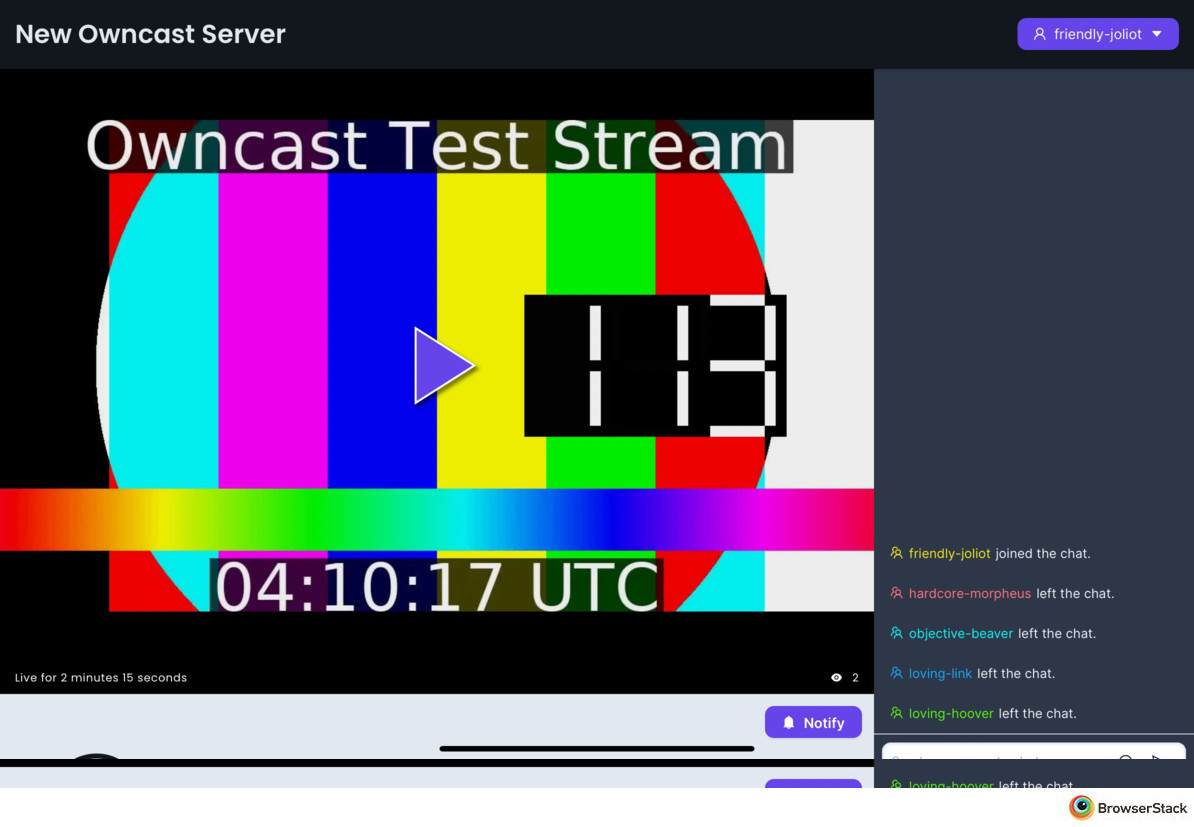 New Owncast Server
friendly-joliot
Owncast Test Stream
113
04:10:17 UTC
Live for 2 minutes 15 seconds
2
Notify
friendly-joliot joined the chat.
hardcore-morpheus left the chat.
objective-beaver left the chat.
loving-link left the chat.
loving-hoover left the chat.
loving-hoover left the chat
BrowserStack